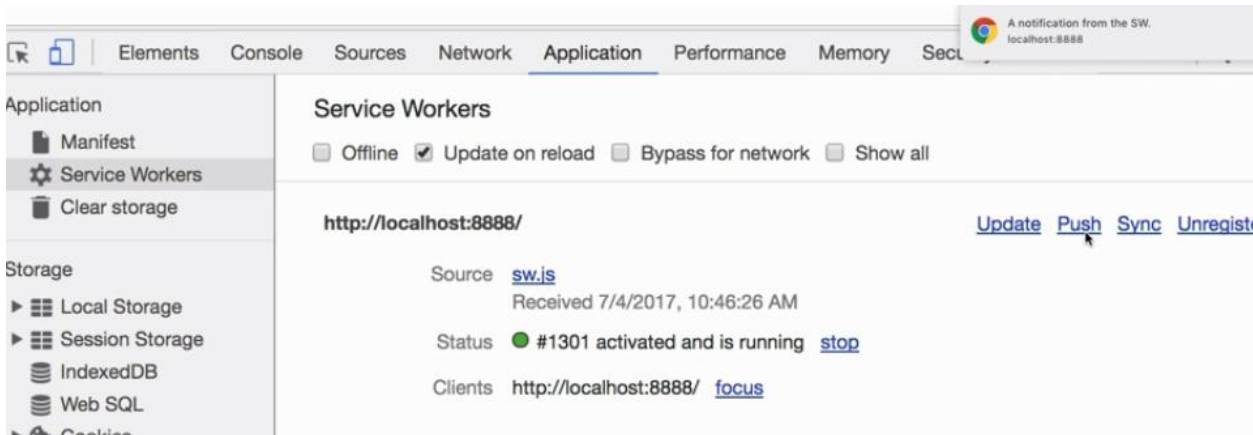 A notification from the SW.
localhost:8888
Elements Console Sources Network Application Performance Memory
Application
Manifest
Service Workers
Clear storage
Storage
Local Storage
Session Storage
IndexedDB
Web SQL
Service Workers
Offline Update on reload Bypass for network Show all
http://localhost:8888/ Update Push Sync
Source sw.js
Received 7/4/2017, 10:46:26 AM
Status #1301 activated and is running stop
Clients http://localhost:8888/ focus